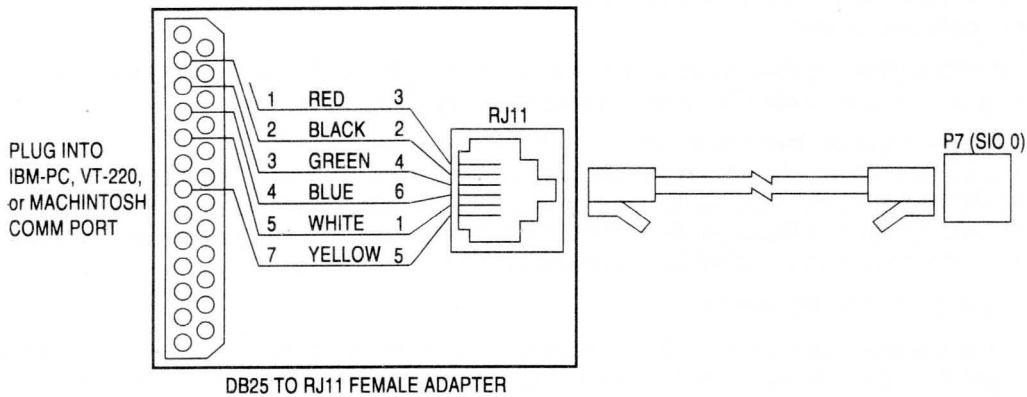 1 RED 3
2 BLACK 2
3 GREEN 4
4 BLUE 6
5 WHITE 1
7 YELLOW 5
RJ11
PLUG INTO
IBM-PC, VT-220,
or MACHINTOSH
COMM PORT
P7 (SIO 0)
DB25 TO RJ11 FEMALE ADAPTER